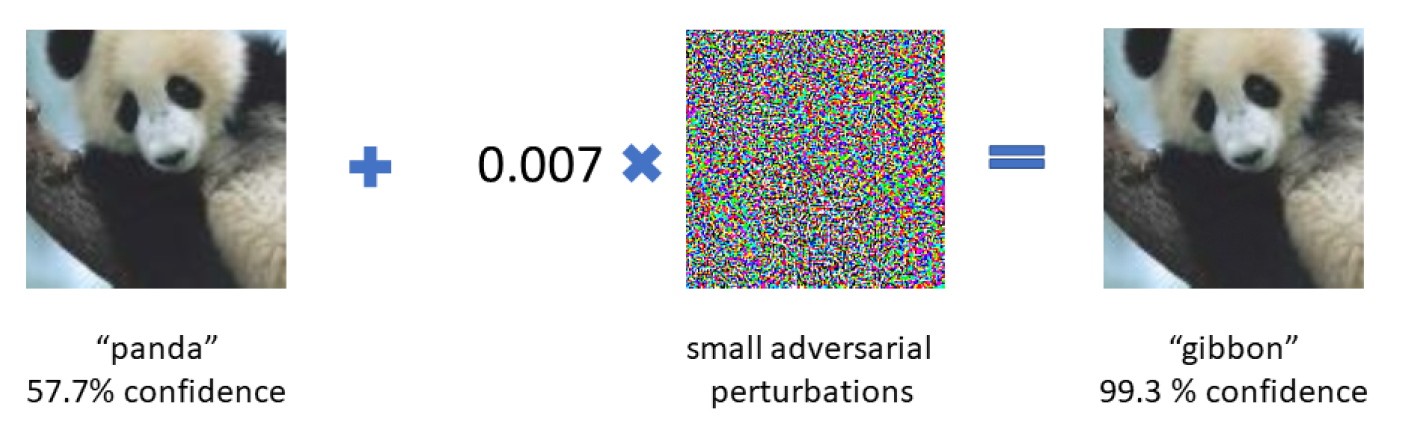 0.007
“panda”
57.7% confidence
small adversarial
perturbations
“gibbon”
99.3 % confidence